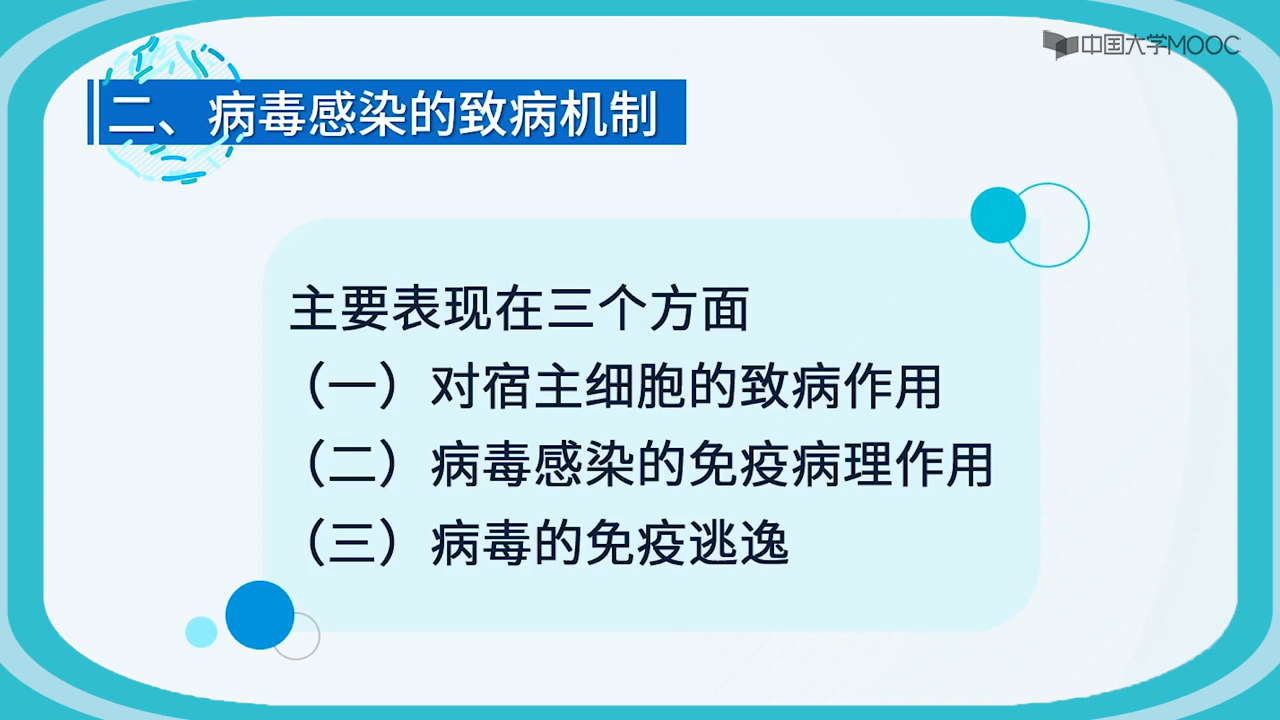 中国大学MOOC
二、病毒感染的致病机制
主要表现在三个方面
（一）对宿主细胞的致病作用
（二）病毒感染的免疫病理作用
（三）病毒的免疫逃逸